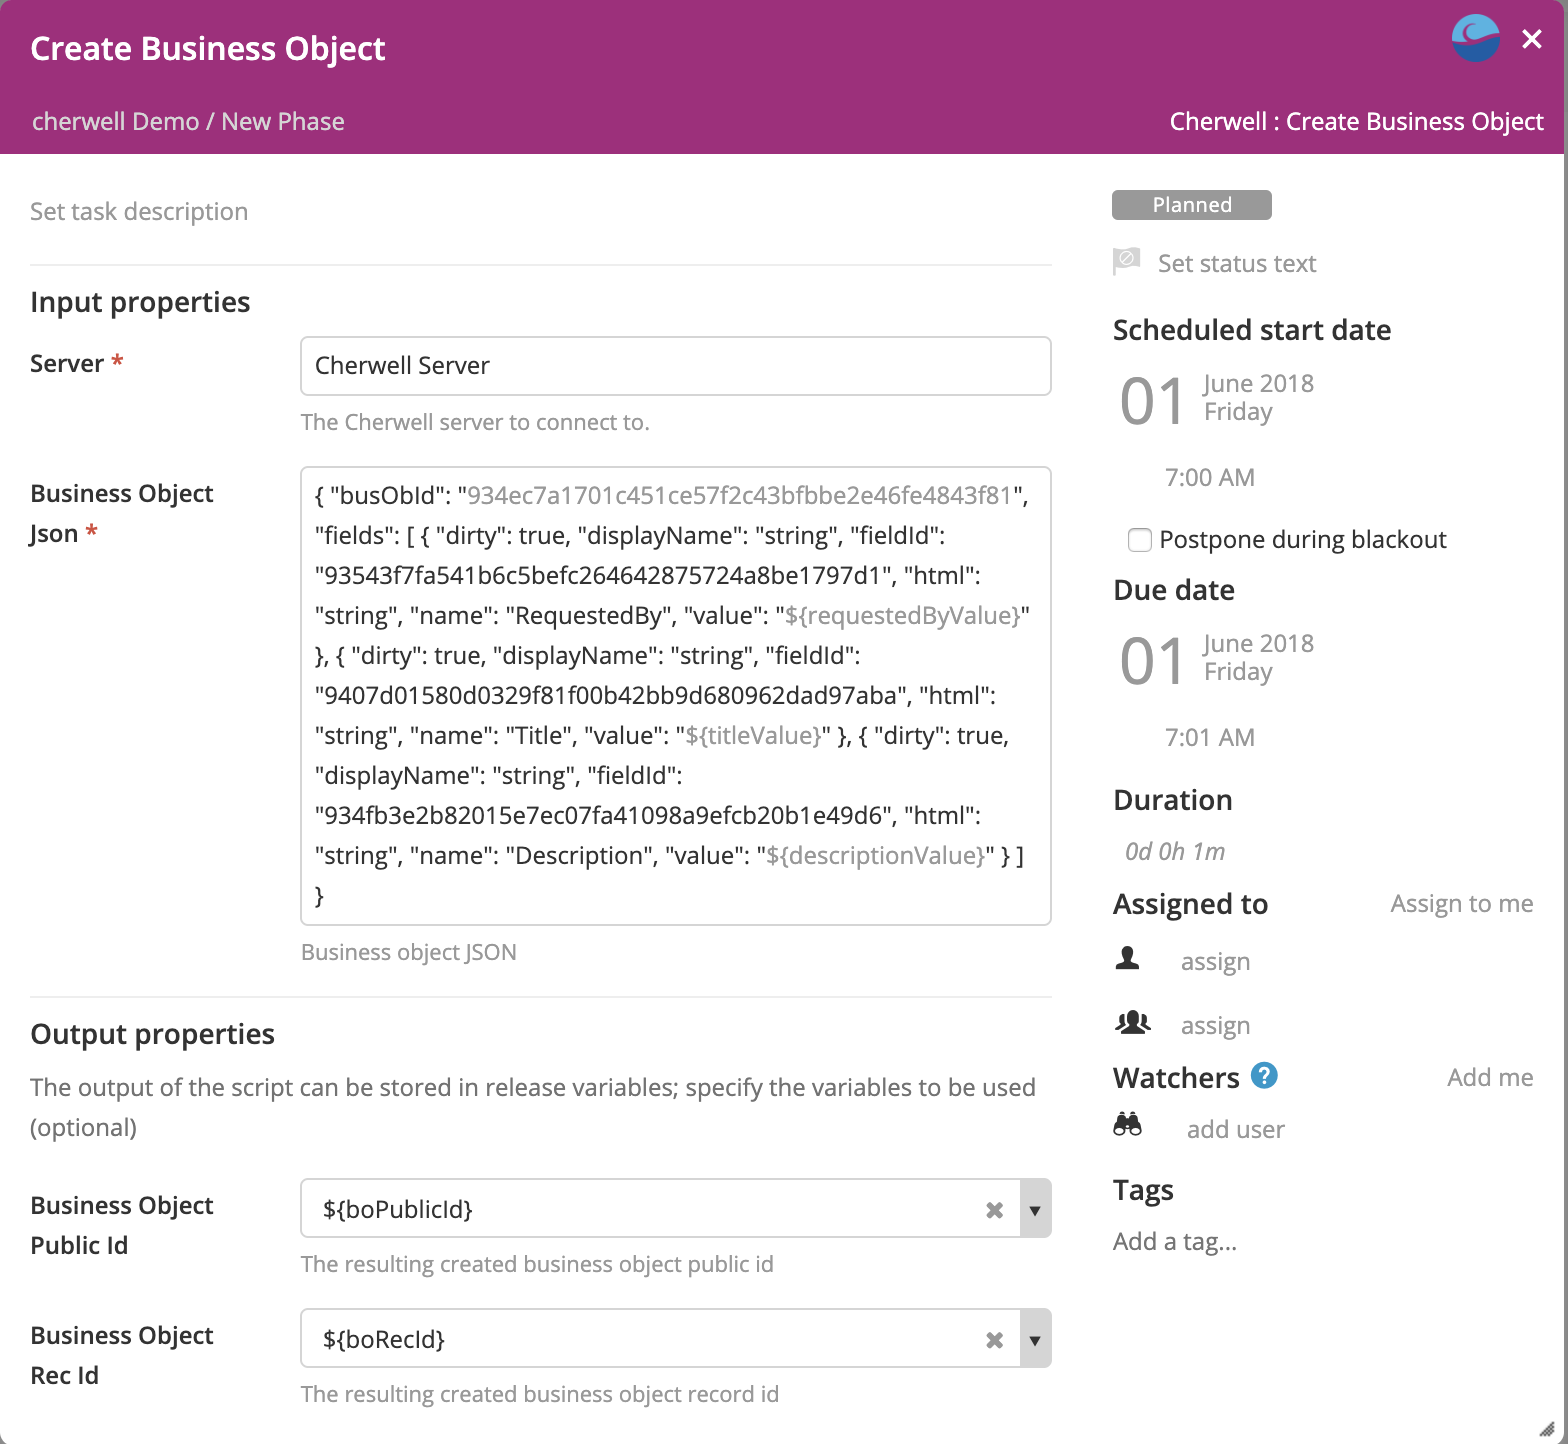 Create Business Object
cherwell Demo / New Phase
Cherwell : Create Business Object
Set task description
Input properties
Server *
Cherwell Server
The Cherwell server to connect to.
Business Object
Json *
{ "busObId": "934ec7a1701c451ce57f2c43bfbbe2e46fe4843f81",
"fields": [ { "dirty": true, "displayName": "string", "fieldId":
"93543f7fa541b6c5befc264642875724a8be1797d1", "html":
"string", "name": "RequestedBy", "value": "${requestedByValue}"
}, { "dirty": true, "displayName": "string", "fieldId":
"9407d01580d0329f81f00b42bb9d680962dad97aba", "html":
"string", "name": "Title", "value": "${titleValue}" }, { "dirty": true,
"displayName": "string", "fieldId":
"934fb3e2b82015e7ec07fa41098a9efcb20b1e49d6", "html":
"string", "name": "Description", "value": "${descriptionValue}" } ]
}
Business object JSON
Output properties
The output of the script can be stored in release variables; specify the variables to be used
(optional)
Business Object
Public Id
${boPublicId}
The resulting created business object public id
Business Object
Rec Id
${boRecId}
The resulting created business object record id
Planned
Set status text
Scheduled start date
01
June 2018
Friday
7:00 AM
Postpone during blackout
Due date
01
June 2018
Friday
7:01 AM
Duration
0d 0h 1m
Assigned to
Assign to me
assign
assign
Watchers ?
Add me
add user
Tags
Add a tag...